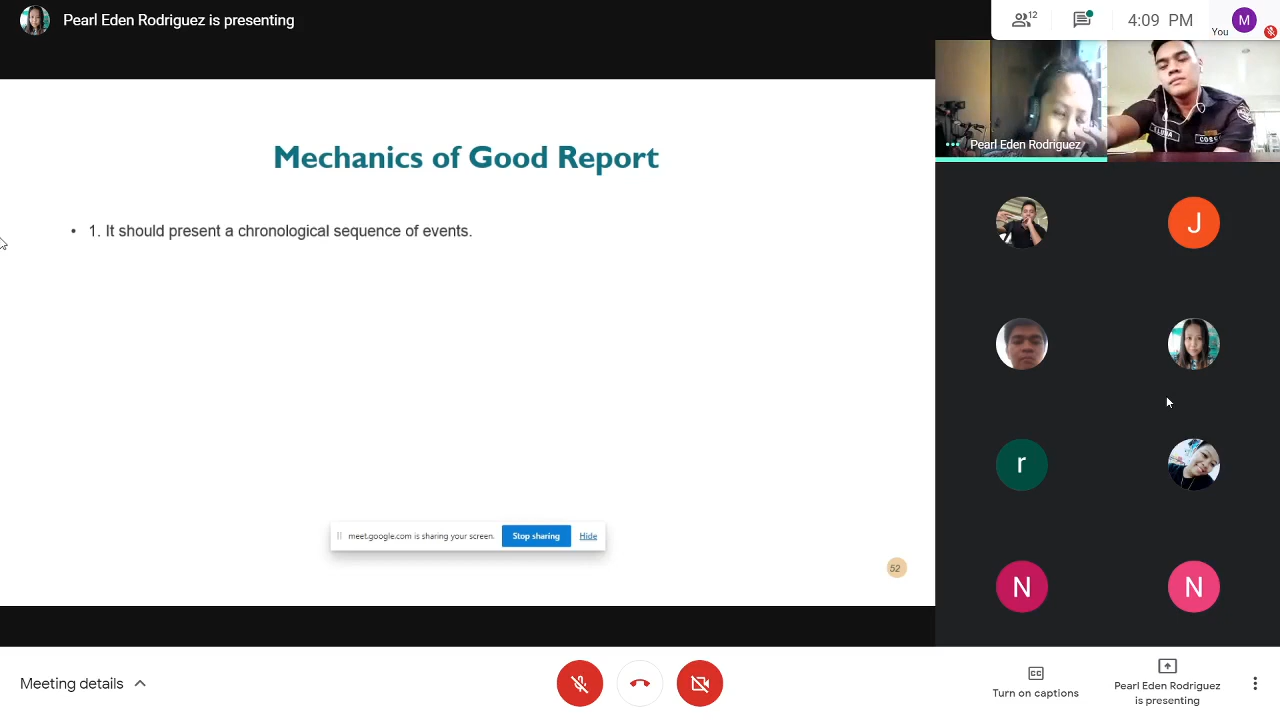 Pearl Eden Rodriguez is presenting
12
4:09 PM
You
M
Pearl Eden Rodriguez
Mechanics of Good Report
• 1. It should present a chronological sequence of events.
J
r
N
N
meet.google.com is sharing your screen.
Stop sharing
Hide
52
Meeting details
Turn on captions
Pearl Eden Rodriguez
is presenting